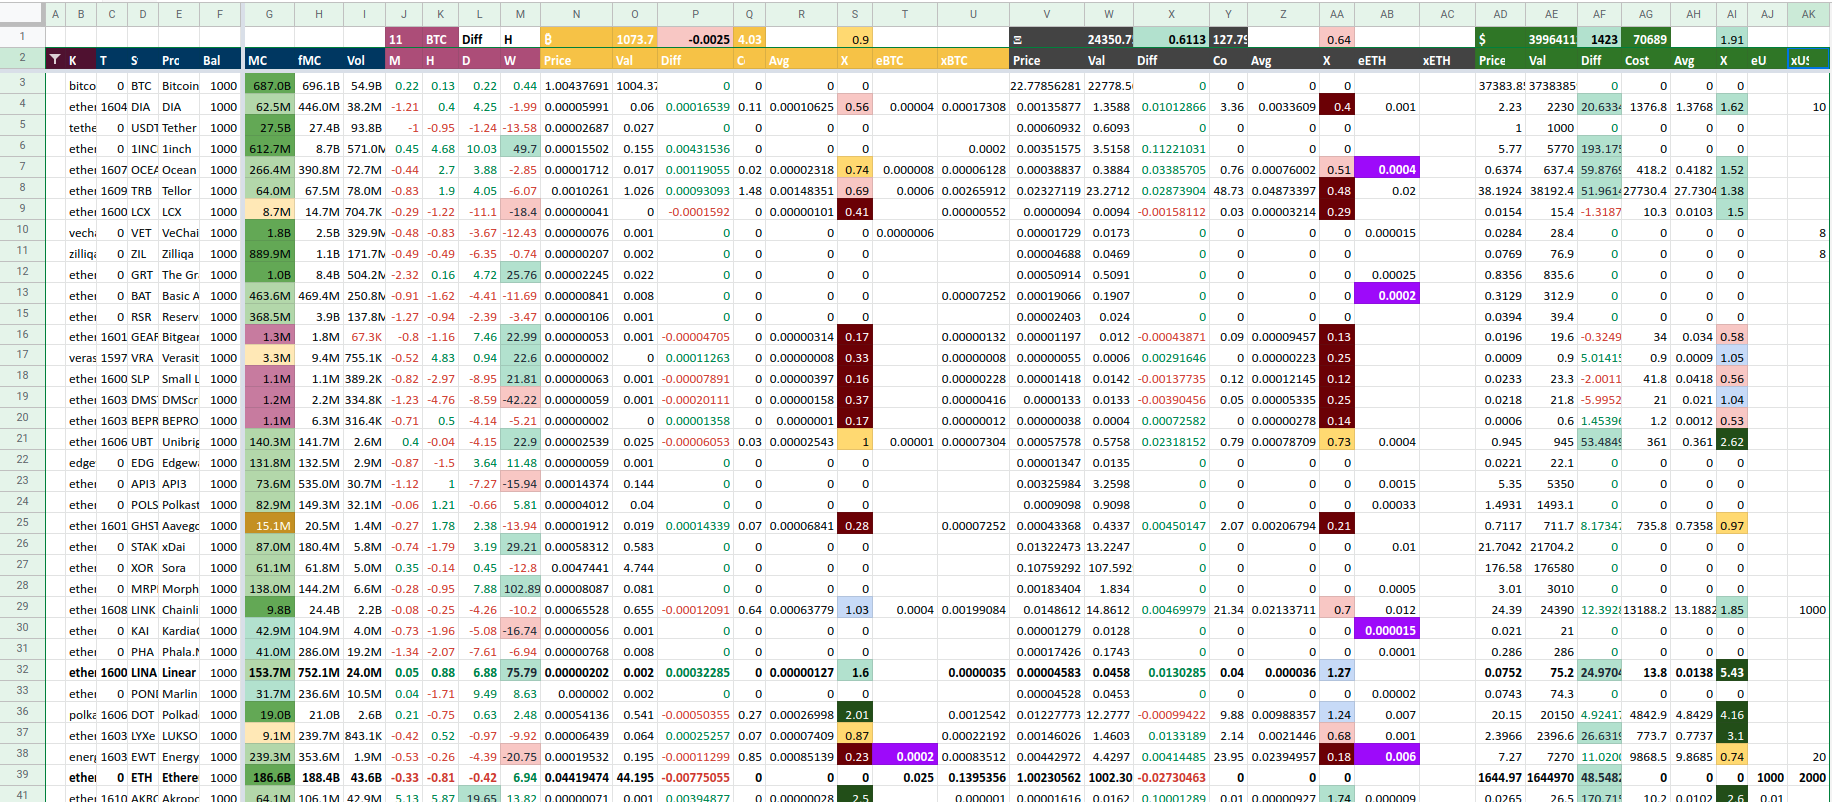 A B C D E F G H I J K L M N O P Q R S T U V W X Y Z AA AB AC AD AE AF AG AH AI AJ AK
1 11 BTC Diff H ₿ 1073.7 -0.0025 4.03 0.9 Ξ 24350.7 0.6113 127.79 0.64 $ 3996411 1423 70689 1.91
2 K T S Prc Bal MC fMC Vol M H D W Price Val Diff C Avg X eBTC xBTC Price Val Diff Co Avg X eETH xETH Price Val Diff Cost Avg X eU xUS
3 bitco 0 BTC Bitcoin 1000 687.0B 696.1B 54.9B 0.22 0.13 0.22 0.44 1.00437691 1004.37 0 0 0 0 22.77856281 22778.5 0 0 0 0 37383.85 3738385 0 0 0 0
4 ether 1604 DIA DIA 1000 62.5M 446.0M 38.2M -1.21 0.4 4.25 -1.99 0.00005991 0.06 0.00016539 0.11 0.00010625 0.56 0.00004 0.00017308 0.00135877 1.3588 0.01012866 3.36 0.0033609 0.4 0.001 2.23 2230 20.6334 1376.8 1.3768 1.62 10
5 tethe 0 USDT Tether 1000 27.5B 27.4B 93.8B -1 -0.95 -1.24 -13.58 0.00002687 0.027 0 0 0 0 0.00060932 0.6093 0 0 0 0 1 1000 0 0 0 0
6 ether 0 1INC 1inch 1000 612.7M 8.7B 571.0M 0.45 4.68 10.03 49.7 0.00015502 0.155 0.00431536 0 0 0 0.0002 0.00351575 3.5158 0.11221031 0 0 0 5.77 5770 193.175 0 0 0
7 ether 1607 OCEA Ocean 1000 266.4M 390.8M 72.7M -0.44 2.7 3.88 -2.85 0.00001712 0.017 0.00119055 0.02 0.00002318 0.74 0.000008 0.00006128 0.00038837 0.3884 0.03385705 0.76 0.00076002 0.51 0.0004 0.6374 637.4 59.8769 418.2 0.4182 1.52
8 ether 1609 TRB Tellor 1000 64.0M 67.5M 78.0M -0.83 1.9 4.05 -6.07 0.0010261 1.026 0.00093093 1.48 0.00148351 0.69 0.0006 0.00265912 0.02327119 23.2712 0.02873904 48.73 0.04873397 0.48 0.02 38.1924 38192.4 51.9614 27730.4 27.7304 1.38
9 ether 1600 LCX LCX 1000 8.7M 14.7M 704.7K -0.29 -1.22 -11.1 -18.4 0.00000041 0 -0.0001592 0 0.00000101 0.41 0.00000552 0.0000094 0.0094 -0.00158112 0.03 0.00003214 0.29 0.0154 15.4 -1.3187 10.3 0.0103 1.5
10 vech 0 VET VeChai 1000 1.8B 2.5B 329.9M -0.48 -0.83 -3.67 -12.43 0.00000076 0.001 0 0 0 0 0.0000006 0.00001729 0.0173 0 0 0 0 0.000015 0.0284 28.4 0 0 0 0 8
11 zilliq 0 ZIL Zilliqa 1000 889.9M 1.1B 171.7M -0.49 -0.49 -6.35 -0.74 0.00000207 0.002 0 0 0 0 0.00004688 0.0469 0 0 0 0 0.0769 76.9 0 0 0 0 8
12 ether 0 GRT The Gr 1000 1.0B 8.4B 504.2M -2.32 0.16 4.72 25.76 0.00002245 0.022 0 0 0 0 0.00050914 0.5091 0 0 0 0 0.00025 0.8356 835.6 0 0 0 0
13 ether 0 BAT Basic A 1000 463.6M 469.4M 250.8M -0.91 -1.62 -4.41 -11.69 0.00000841 0.008 0 0 0 0 0.00007252 0.00019066 0.1907 0 0 0 0 0.0002 0.3129 312.9 0 0 0 0
15 ether 0 RSR Reserv 1000 368.5M 3.9B 137.8M -1.27 -0.94 -2.39 -3.47 0.00000106 0.001 0 0 0 0 0.00002403 0.024 0 0 0 0 0.0394 39.4 0 0 0 0
16 ether 1601 GEAR Bitgear 1000 1.3M 1.8M 67.3K -0.8 -1.16 7.46 22.99 0.00000053 0.001 -0.00004705 0 0.00000314 0.17 0.00000132 0.00001197 0.012 -0.00043871 0.09 0.00009457 0.13 0.0196 19.6 -0.3249 34 0.034 0.58
17 veras 1597 VRA Verasit 1000 3.3M 9.4M 755.1K -0.52 4.83 0.94 22.6 0.00000002 0 0.00011263 0 0.00000008 0.33 0.00000008 0.00000055 0.0006 0.00291646 0 0.00000223 0.25 0.0009 0.9 5.01415 0.9 0.0009 1.05
18 ether 1600 SLP Small L 1000 1.1M 1.1M 389.2K -0.82 -2.97 -8.95 21.81 0.00000063 0.001 -0.00007891 0 0.00000397 0.16 0.00000228 0.00001418 0.0142 -0.00137735 0.12 0.00012145 0.12 0.0233 23.3 -2.0011 41.8 0.0418 0.56
19 ether 1603 DMST DMScr 1000 1.2M 2.2M 334.8K -1.23 -4.76 -8.59 -42.22 0.00000059 0.001 -0.00020111 0 0.00000158 0.37 0.00000416 0.0000133 0.0133 -0.00390456 0.05 0.00005335 0.25 0.0218 21.8 -5.9952 21 0.021 1.04
20 ether 1603 BEPR BEPRO 1000 1.1M 6.3M 316.4K -0.71 0.5 -4.14 -5.21 0.00000002 0 0.00001358 0 0.0000001 0.17 0.00000012 0.00000038 0.0004 0.00072582 0 0.00000278 0.14 0.0006 0.6 1.45396 1.2 0.0012 0.53
21 ether 1606 UBT Unibrig 1000 140.3M 141.7M 2.6M 0.4 -0.04 -4.15 22.9 0.00002539 0.025 -0.00006053 0.03 0.00002543 1 0.00001 0.00007304 0.00057578 0.5758 0.02318152 0.79 0.00078709 0.73 0.0004 0.945 945 53.4849 361 0.361 2.62
22 edge 0 EDG Edgew 1000 131.8M 132.5M 2.9M -0.87 -1.5 3.64 11.48 0.00000059 0.001 0 0 0 0 0.00001347 0.0135 0 0 0 0 0.0221 22.1 0 0 0 0
23 ether 0 API3 API3 1000 73.6M 535.0M 30.7M -1.12 1 -7.27 -15.94 0.00014374 0.144 0 0 0 0 0.00325984 3.2598 0 0 0 0 0.0015 5.35 5350 0 0 0 0
24 ether 0 POLS Polkast 1000 82.9M 149.3M 32.1M -0.06 1.21 -0.66 5.81 0.00004012 0.04 0 0 0 0 0.0009098 0.9098 0 0 0 0 0.00033 1.4931 1493.1 0 0 0 0
25 ether 1601 GHST Aavego 1000 15.1M 20.5M 1.4M -0.27 1.78 2.38 -13.94 0.00001912 0.019 0.00014339 0.07 0.00006841 0.28 0.00007252 0.00043368 0.4337 0.00450147 2.07 0.00206794 0.21 0.7117 711.7 8.17347 735.8 0.7358 0.97
26 ether 0 STAK xDai 1000 87.0M 180.4M 5.8M -0.74 -1.79 3.19 29.21 0.00058312 0.583 0 0 0 0 0.01322473 13.2247 0 0 0 0 0.01 21.7042 21704.2 0 0 0 0
27 ether 0 XOR Sora 1000 61.1M 61.8M 5.0M 0.35 -0.14 0.45 -12.8 0.0047441 4.744 0 0 0 0 0.10759292 107.592 0 0 0 0 176.58 176580 0 0 0 0
28 ether 0 MRPH Morph 1000 138.0M 144.2M 6.6M -0.28 -0.95 7.88 102.89 0.00008087 0.081 0 0 0 0 0.00183404 1.834 0 0 0 0 0.0005 3.01 3010 0 0 0 0
29 ether 1608 LINK Chainli 1000 9.8B 24.4B 2.2B -0.08 -0.25 -4.26 -10.2 0.00065528 0.655 -0.00012091 0.64 0.00063779 1.03 0.0004 0.00199084 0.0148612 14.8612 0.00469979 21.34 0.02133711 0.7 0.012 24.39 24390 12.3928 13188.2 13.1882 1.85 1000
30 ether 0 KAI KardiaC 1000 42.9M 104.9M 4.0M -0.73 -1.96 -5.08 -16.74 0.00000056 0.001 0 0 0 0 0.00001279 0.0128 0 0 0 0 0.000015 0.021 21 0 0 0 0
31 ether 0 PHA Phala.N 1000 41.0M 286.0M 19.2M -1.34 -2.07 -7.61 -6.94 0.00000768 0.008 0 0 0 0 0.00017426 0.1743 0 0 0 0 0.0001 0.286 286 0 0 0 0
32 ether 1600 LINA Linear 1000 153.7M 752.1M 24.0M 0.05 0.88 6.88 75.79 0.00000202 0.002 0.00032285 0 0.00000127 1.6 0.0000035 0.00004583 0.0458 0.0130285 0.04 0.000036 1.27 0.0752 75.2 24.9704 13.8 0.0138 5.43
33 ether 0 POND Marlin 1000 31.7M 236.6M 10.5M 0.04 -1.71 9.49 8.63 0.000002 0.002 0 0 0 0 0.00004528 0.0453 0 0 0 0 0.00002 0.0743 74.3 0 0 0 0
36 polka 1606 DOT Polkad 1000 19.0B 21.0B 2.6B 0.21 -0.75 0.63 2.48 0.00054136 0.541 -0.00050355 0.27 0.00026998 2.01 0.0012542 0.01227773 12.2777 -0.00099422 9.88 0.00988357 1.24 0.007 20.15 20150 4.92417 4842.9 4.8429 4.16
37 ether 1603 LYXe LUKSO 1000 9.1M 239.7M 843.1K -0.42 0.52 -0.97 -9.92 0.00006439 0.064 0.00025257 0.07 0.00007409 0.87 0.00022192 0.00146026 1.4603 0.0133189 2.14 0.0021446 0.68 0.001 2.3966 2396.6 26.6319 773.7 0.7737 3.1
38 energ 1603 EWT Energy 1000 239.3M 353.6M 1.9M -0.53 -0.26 -4.39 -20.75 0.00019532 0.195 -0.00011299 0.85 0.00085139 0.23 0.0002 0.00083512 0.00442972 4.4297 0.00414485 23.95 0.02394957 0.18 0.006 7.27 7270 11.0200 9868.5 9.8685 0.74 20
39 ether 0 ETH Ethere 1000 186.6B 188.4B 43.6B -0.33 -0.81 -0.42 6.94 0.04419474 44.195 -0.00775055 0 0 0 0.025 0.1395356 1.00230562 1002.30 -0.02730463 0 0 0 1644.97 1644970 48.5482 0 0 0 1000 2000
41 ether 1610 AKRO Akropo 1000 64.1M 106.1M 42.9M 5.13 5.87 19.65 13.82 0.00000071 0.001 0.00394877 0 0.00000028 2.5 0.000001 0.00001616 0.0162 0.10001289 0.01 0.00000927 1.74 0.000009 0.0265 26.5 170.715 10.2 0.0102 2.6 0.01